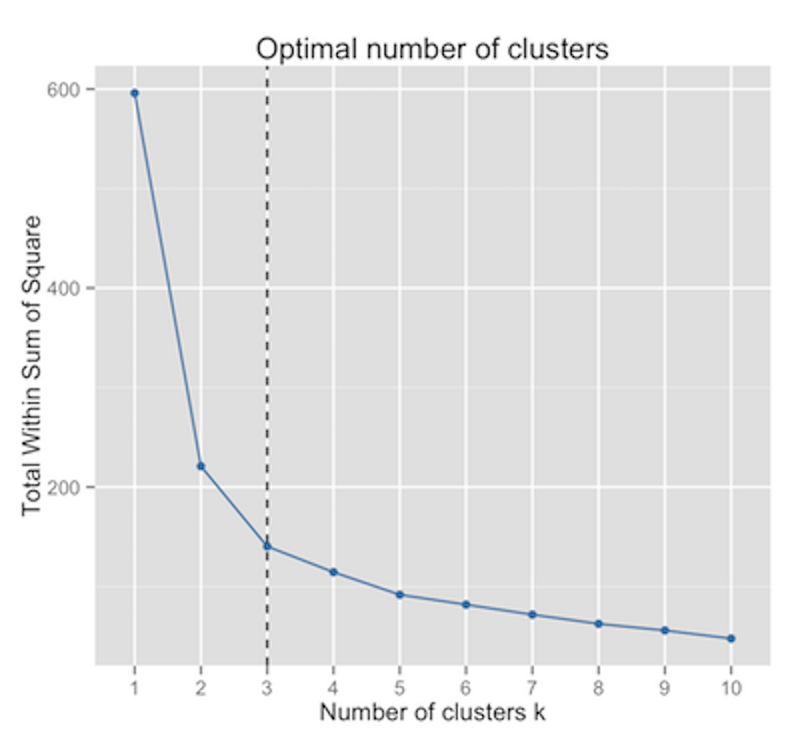 Optimal number of clusters
Total Within Sum of Square
600
400
200
1 2 3 4 5 6 7 8 9 10
Number of clusters k